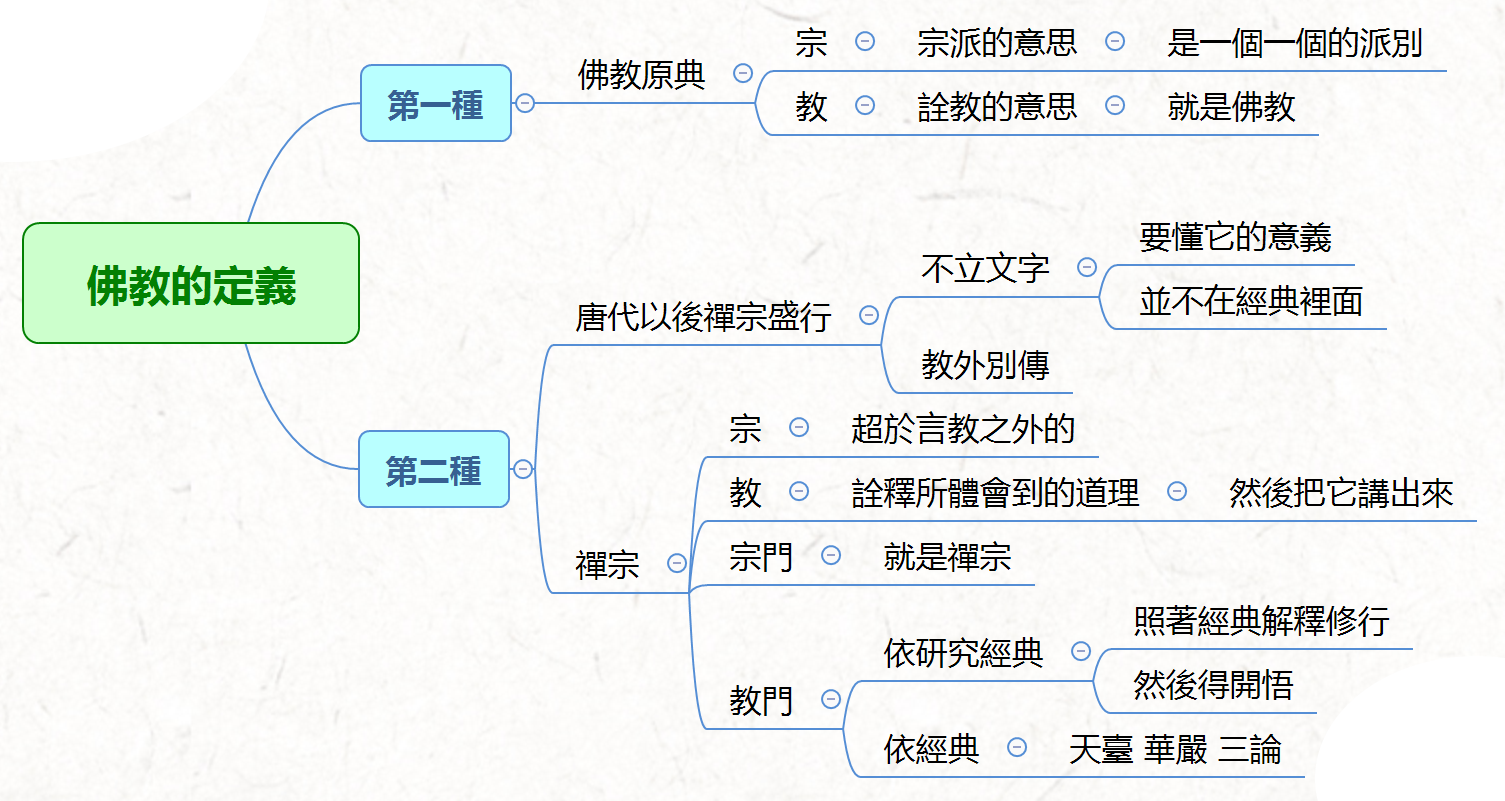 佛教的定義
第一種
佛教原典
宗
宗派的意思
是一個一個的派別
教
詮教的意思
就是佛教
第二種
唐代以後禪宗盛行
不立文字
要懂它的意義
並不在經典裡面
教外別傳
禪宗
宗
超於言教之外的
教
詮釋所體會到的道理
然後把它講出來
宗門
就是禪宗
教門
依研究經典
照著經典解釋修行
然後得開悟
依經典
天臺 華嚴 三論